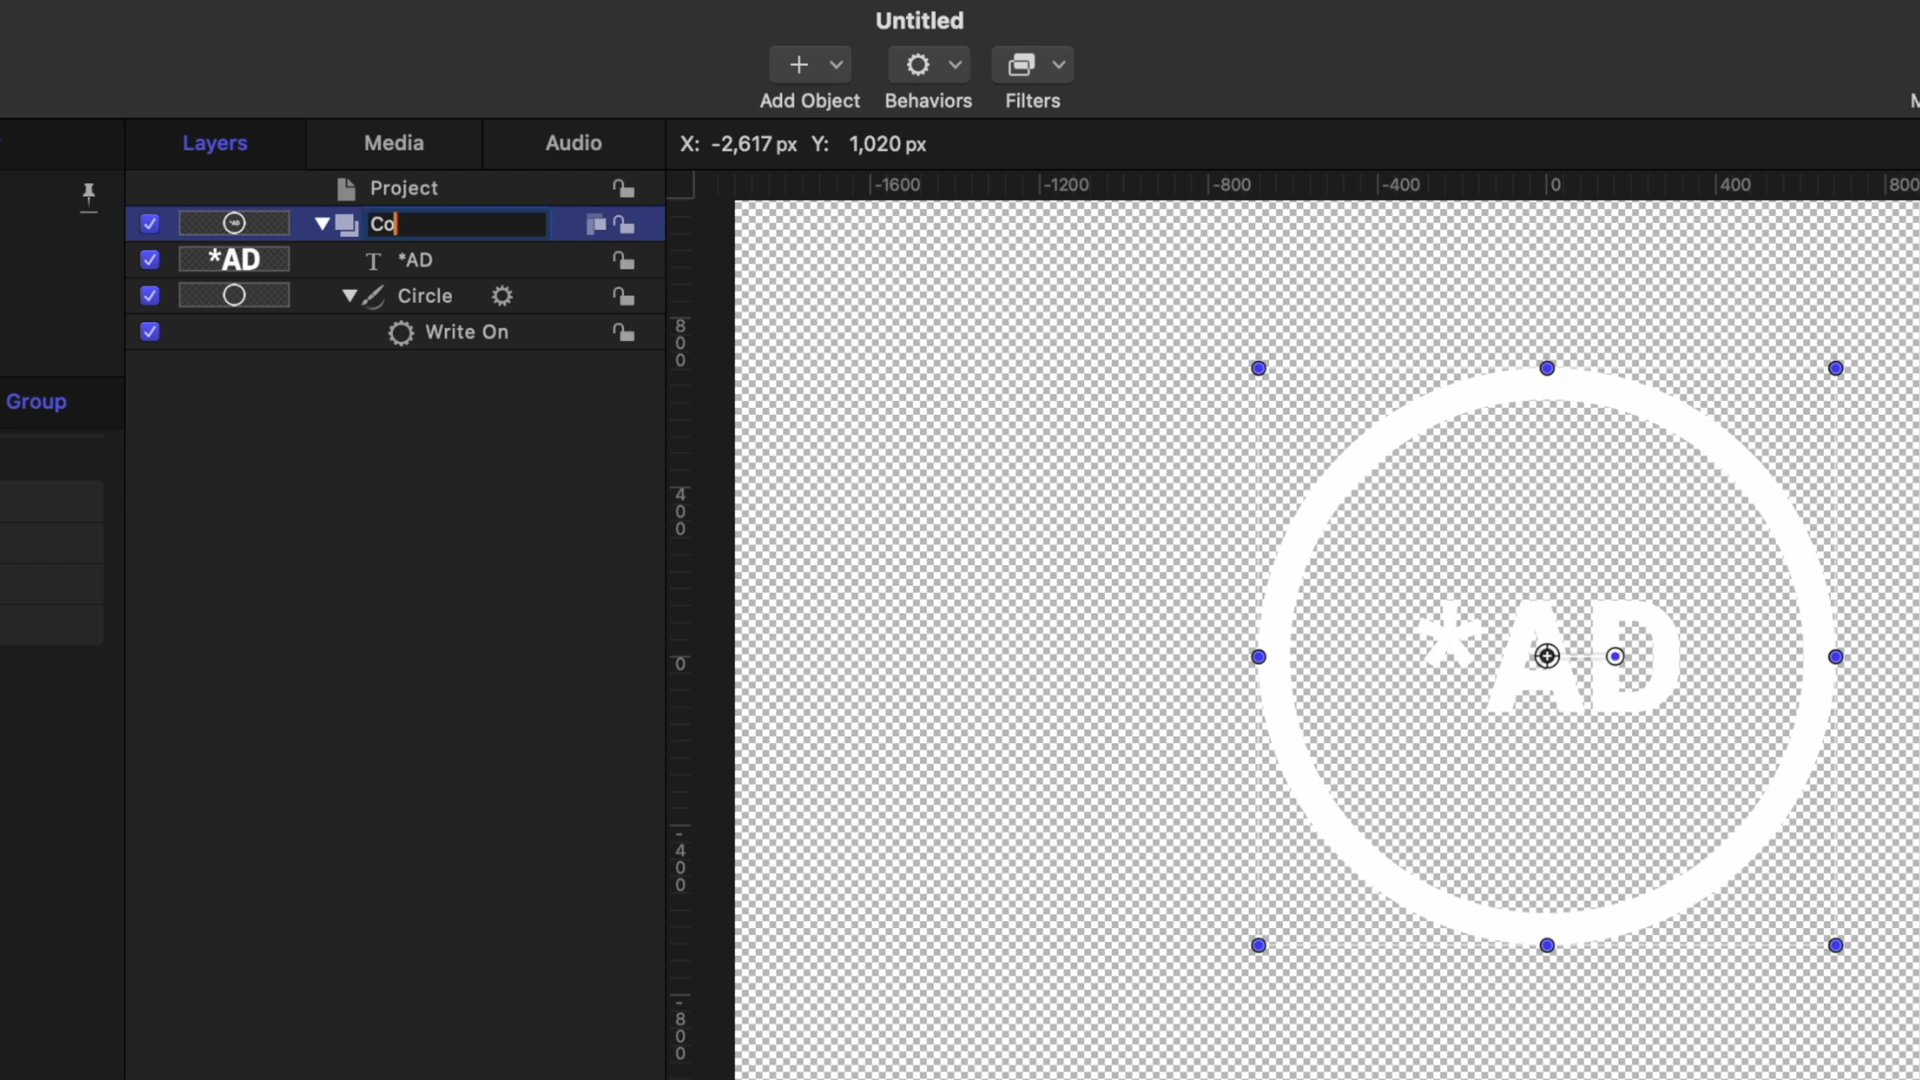 Untitled
Add Object
Behaviors
Filters
Layers
Media
Audio
X: -2,617 px Y: 1,020 px
Project
Co
*AD
*AD
Circle
Write On
Group
-1600
-1200
-800
-400
0
400
800
800
400
0
-400
-800
*AD